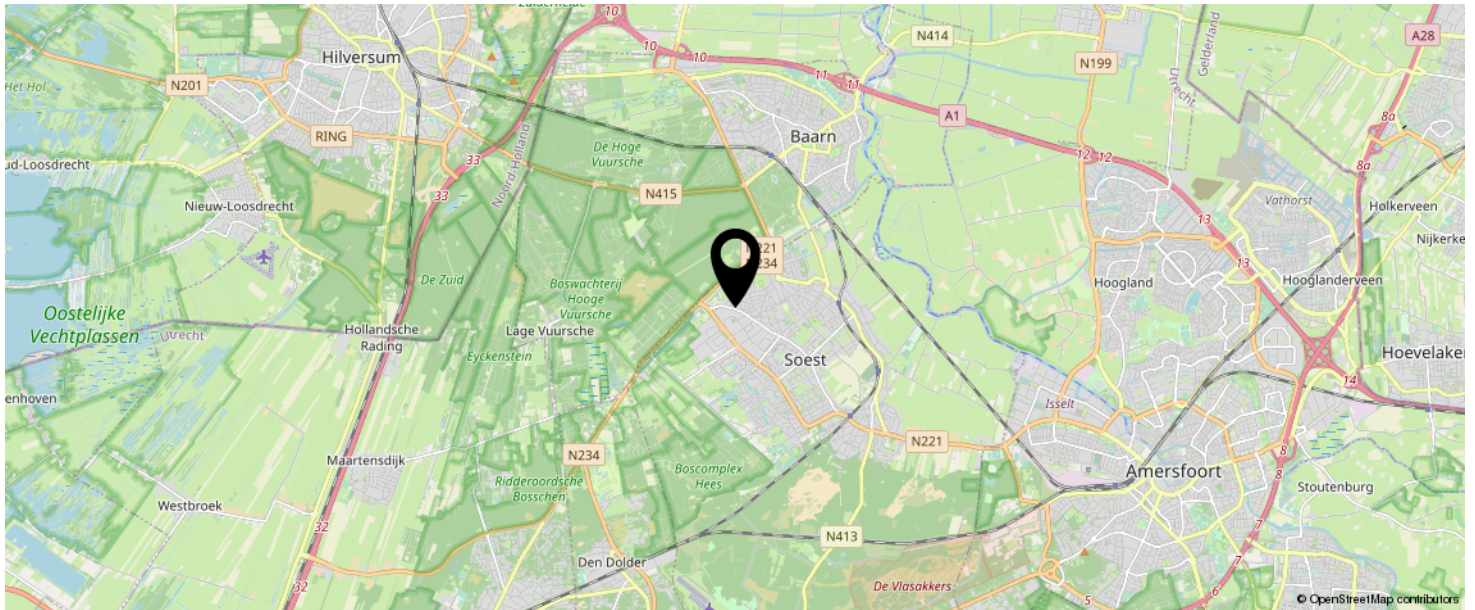 10
N414
A28
Hilversum
10
10
Gelderland
N199
Het Hol
N201
11
11
Utrecht
A1
8a
RING
Baarn
De Hoge
Vuursche
12
12
33
8a
ud-Loosdrecht
Noord-Holland
33
N415
Vathorst
Nieuw-Loosdrecht
Holkerveen
13
Nijkerke
13
De Zuid
Boswachterij
Hooge
Vuursche
Hoogland
Hooglanderveen
Oostelijke
Vechtplassen
Utrecht
Hollandsche
Rading
Lage Vuursche
Eyckenstein
Soest
Hoevelaken
14
enhoven
Isselt
N221
8
N234
Maartensdijk
Boscomplex
Hees
Amersfoort
8
Ridderoordsche
Bosschen
Stoutenburg
Westbroek
32
7
N413
Den Dolder
7
6
De Vlasakkers
32
5
6
© OpenStreetMap contributors